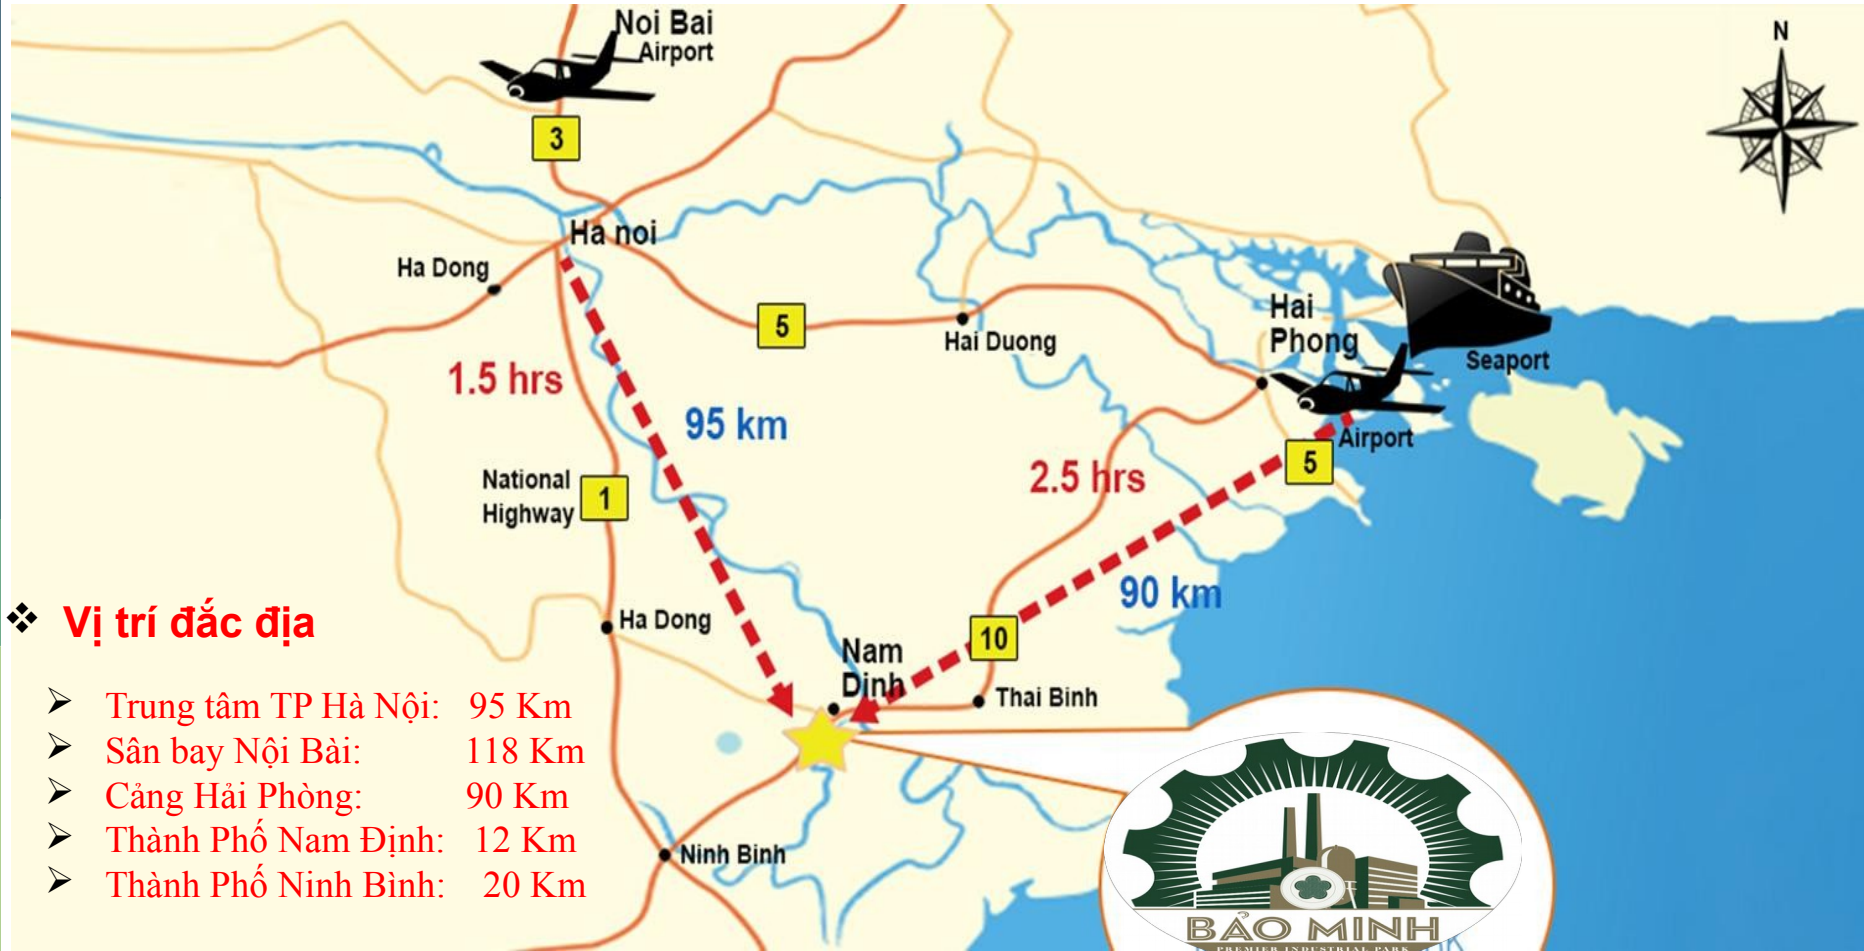 Noi Bai
Airport
N
3
Ha noi
Ha Dong
5
Hai Duong
Hai
Phong
Seaport
1.5 hrs
95 km
Airport
5
2.5 hrs
National
Highway
1
90 km
❖ Vị trí đắc địa
Ha Dong
10
Nam
Dinh
Thai Binh
➢ Trung tâm TP Hà Nội: 95 Km
➢ Sân bay Nội Bài: 118 Km
➢ Cảng Hải Phòng: 90 Km
➢ Thành Phố Nam Định: 12 Km
➢ Thành Phố Ninh Bình: 20 Km
Ninh Binh
BẢO MINH
PREMIER INDUSTRIAL PARK